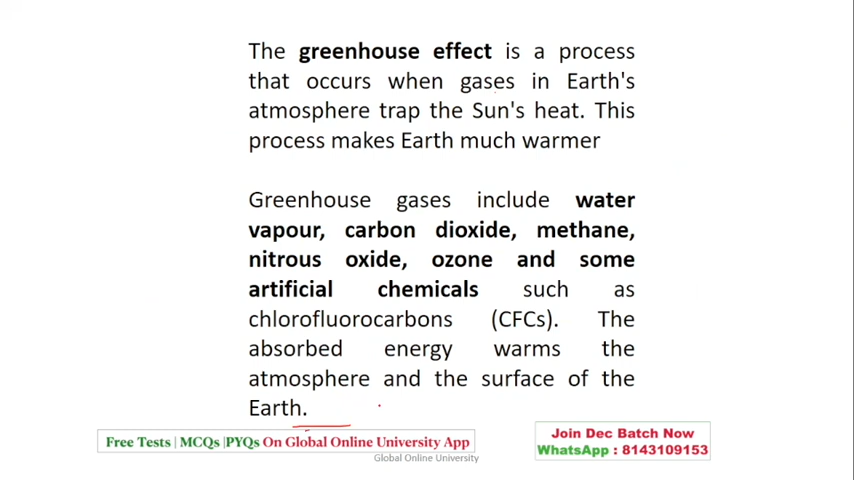 The greenhouse effect is a process
that occurs when gases in Earth's
atmosphere trap the Sun's heat. This
process makes Earth much warmer
Greenhouse gases include water
vapour, carbon dioxide, methane,
nitrous oxide, ozone and some
artificial chemicals such as
chlorofluorocarbons (CFCs). The
absorbed energy warms the
atmosphere and the surface of the
Earth.
Free Tests | MCQs |PYQs On Global Online University App
Global Online University
Join Dec Batch Now
WhatsApp : 8143109153